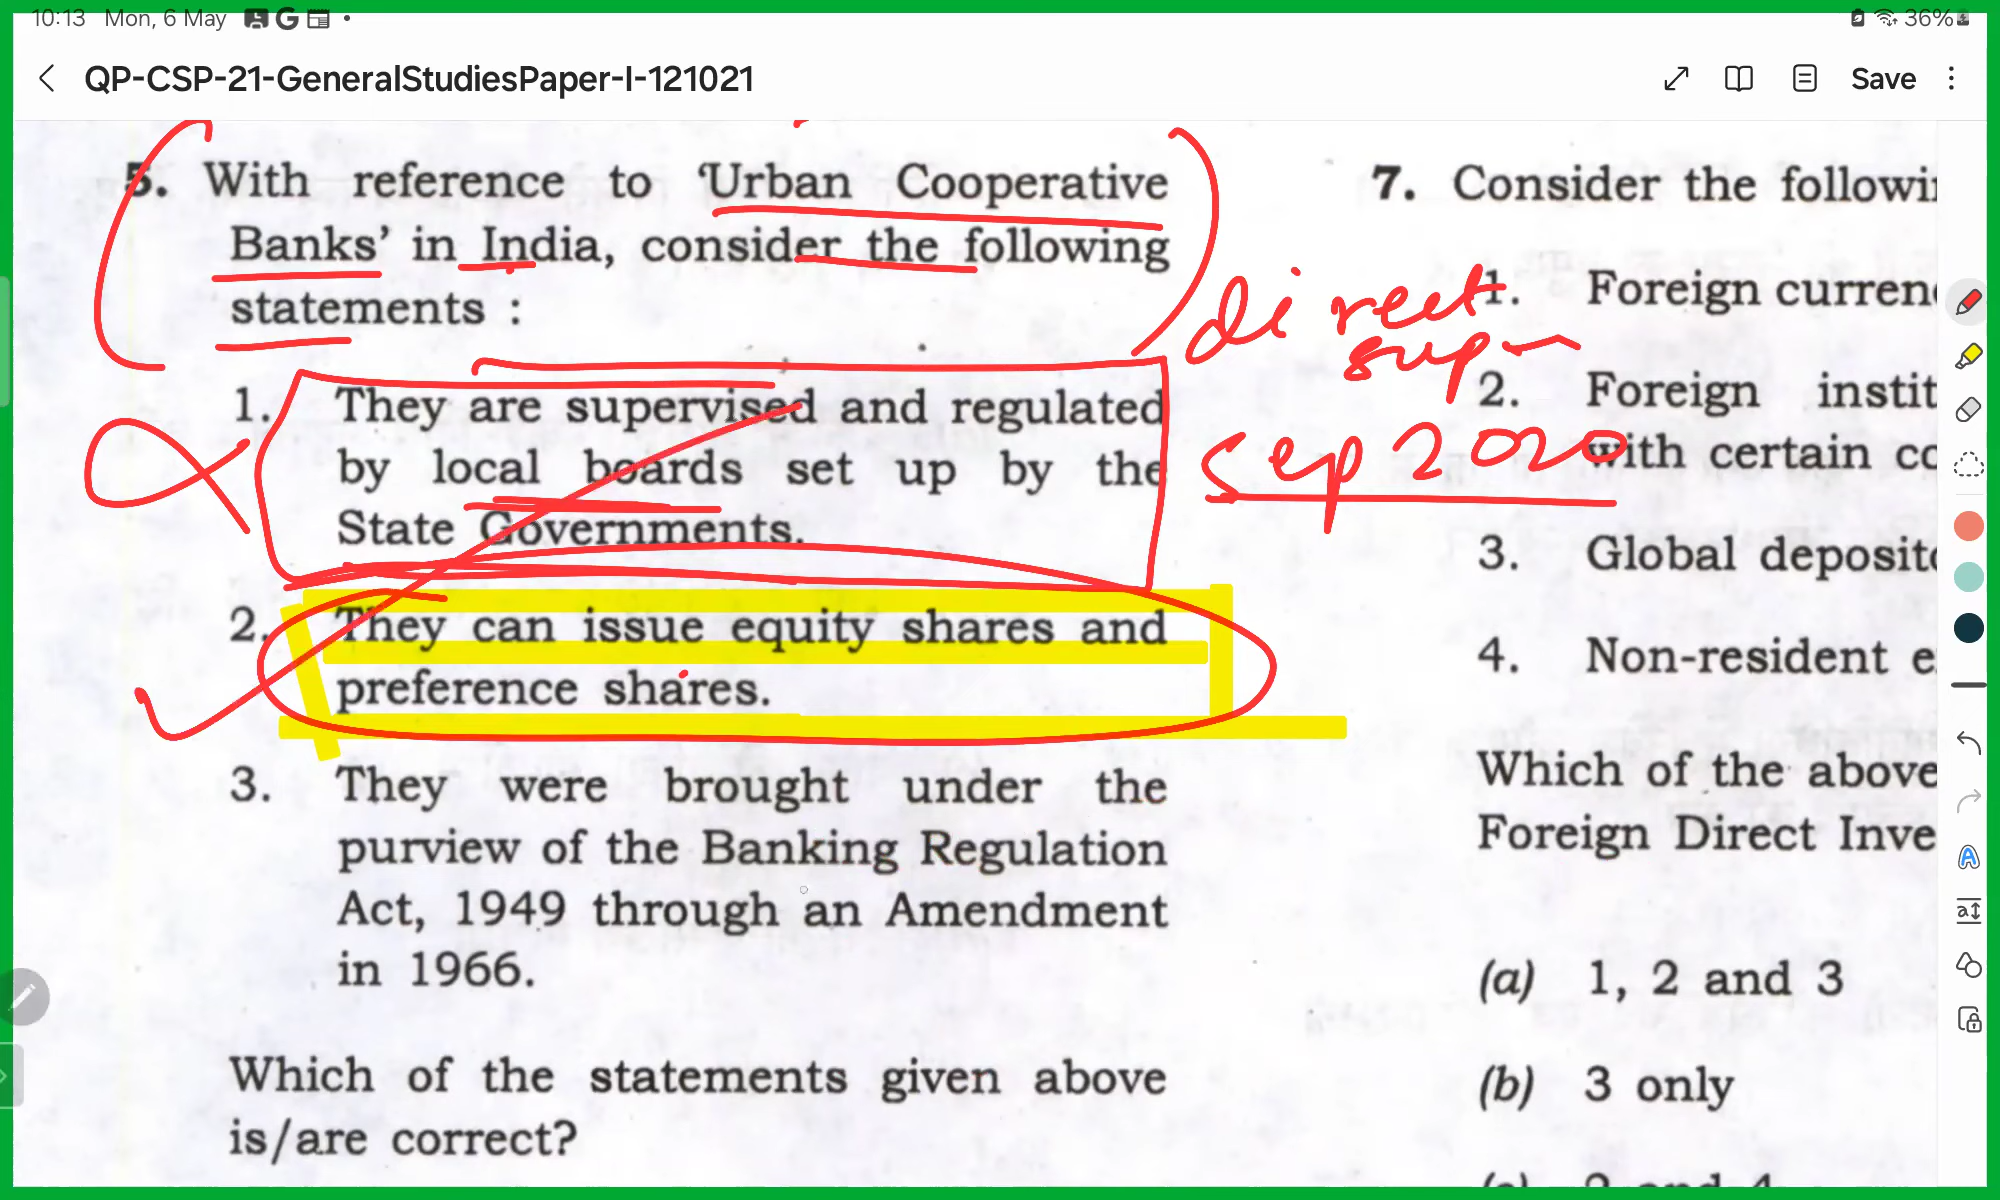 10:13 Mon, 6 May
36%
QP-CSP-21-GeneralStudiesPaper-I-121021
Save
5. With reference to 'Urban Cooperative
Banks' in India, consider the following
statements :
1. They are supervised and regulated
by local boards set up by the
State Governments.
2. They can issue equity shares and
preference shares.
3. They were brought under the
purview of the Banking Regulation
Act, 1949 through an Amendment
in 1966.
Which of the statements given above
is/are correct?
direct
sup
Sep 2020
7. Consider the followi
1. Foreign curren
2. Foreign instit
with certain co
3. Global deposit
4. Non-resident e
Which of the above
Foreign Direct Inve
(a) 1, 2 and 3
(b) 3 only